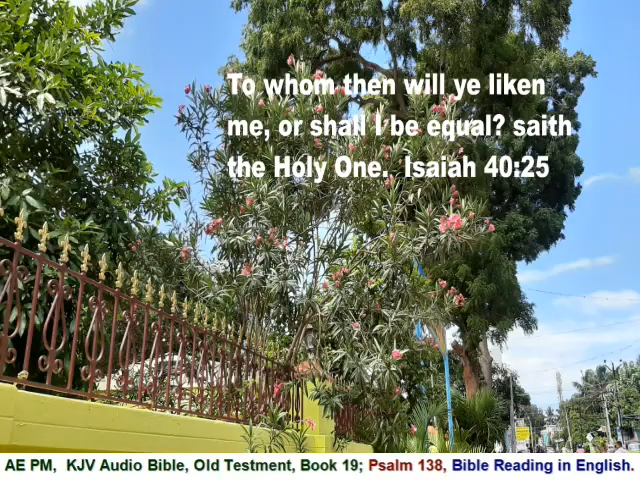 To whom then will ye liken
me, or shall I be equal? saith
the Holy One.  Isaiah 40:25
AE PM,  KJV Audio Bible, Old Testment, Book 19; Psalm 138, Bible Reading in English.